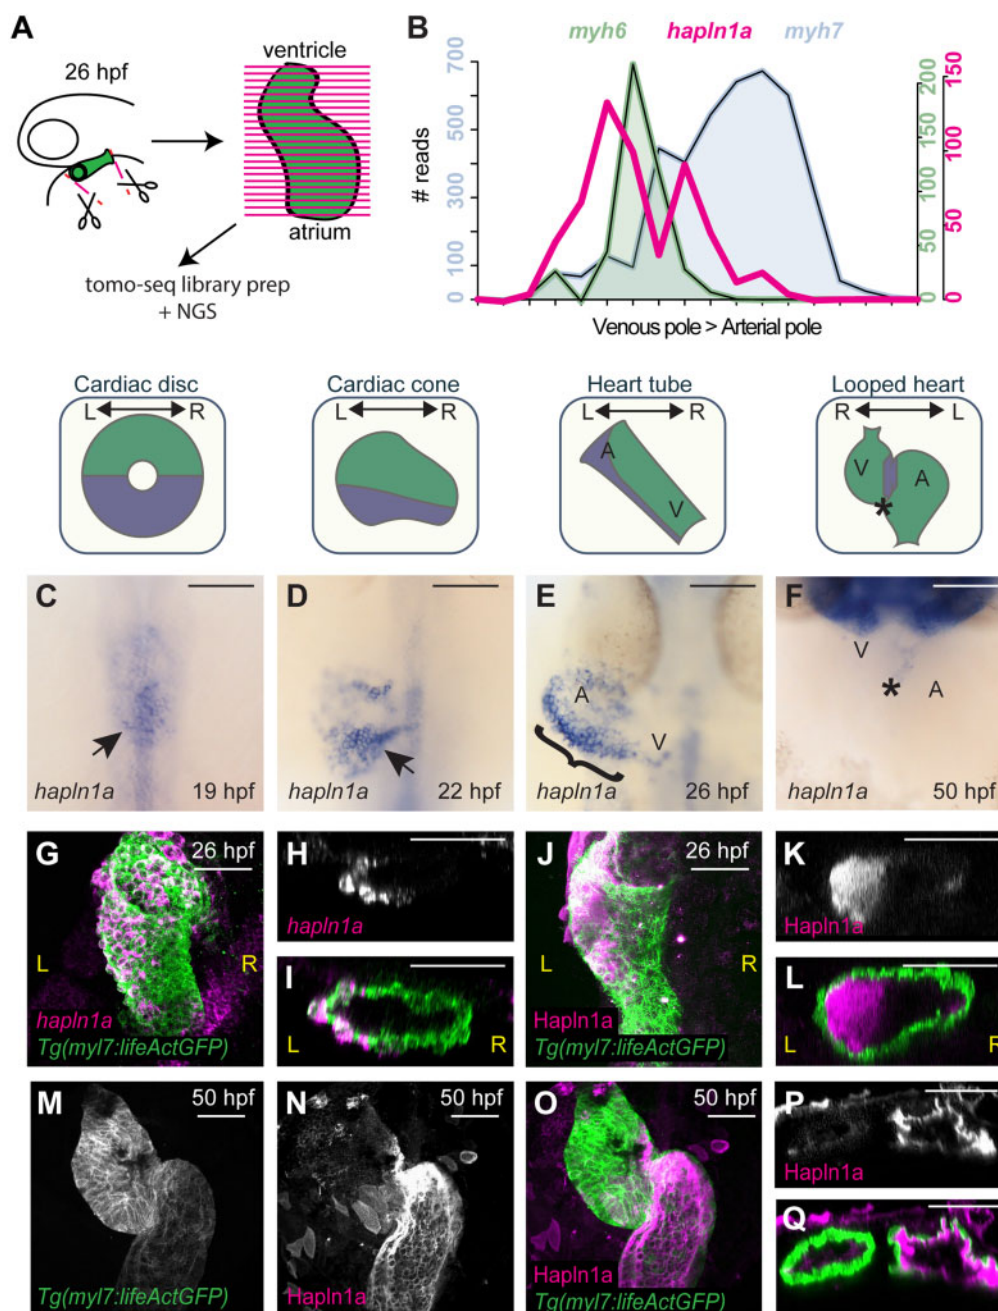 A
26 hpf
ventricle
atrium
tomo-seq library prep
+ NGS
B
myh6 hapln1a myh7
# reads
700
500
300
100
0
200
150
100
50
0
150
100
50
0
Venous pole > Arterial pole
Cardiac disc
L R
Cardiac cone
L R
Heart tube
L R
A
V
Looped heart
R L
V
A
*
C
hapln1a 19 hpf
D
hapln1a 22 hpf
E
A
V
hapln1a 26 hpf
F
V
* A
hapln1a 50 hpf
G 26 hpf
L R
hapln1a
Tg(myl7:lifeActGFP)
H
hapln1a
I
L R
J 26 hpf
L R
Hapln1a
Tg(myl7:lifeActGFP)
K
Hapln1a
L
L R
M 50 hpf
Tg(myl7:lifeActGFP)
N 50 hpf
Hapln1a
O 50 hpf
Hapln1a
Tg(myl7:lifeActGFP)
P
Hapln1a
Q